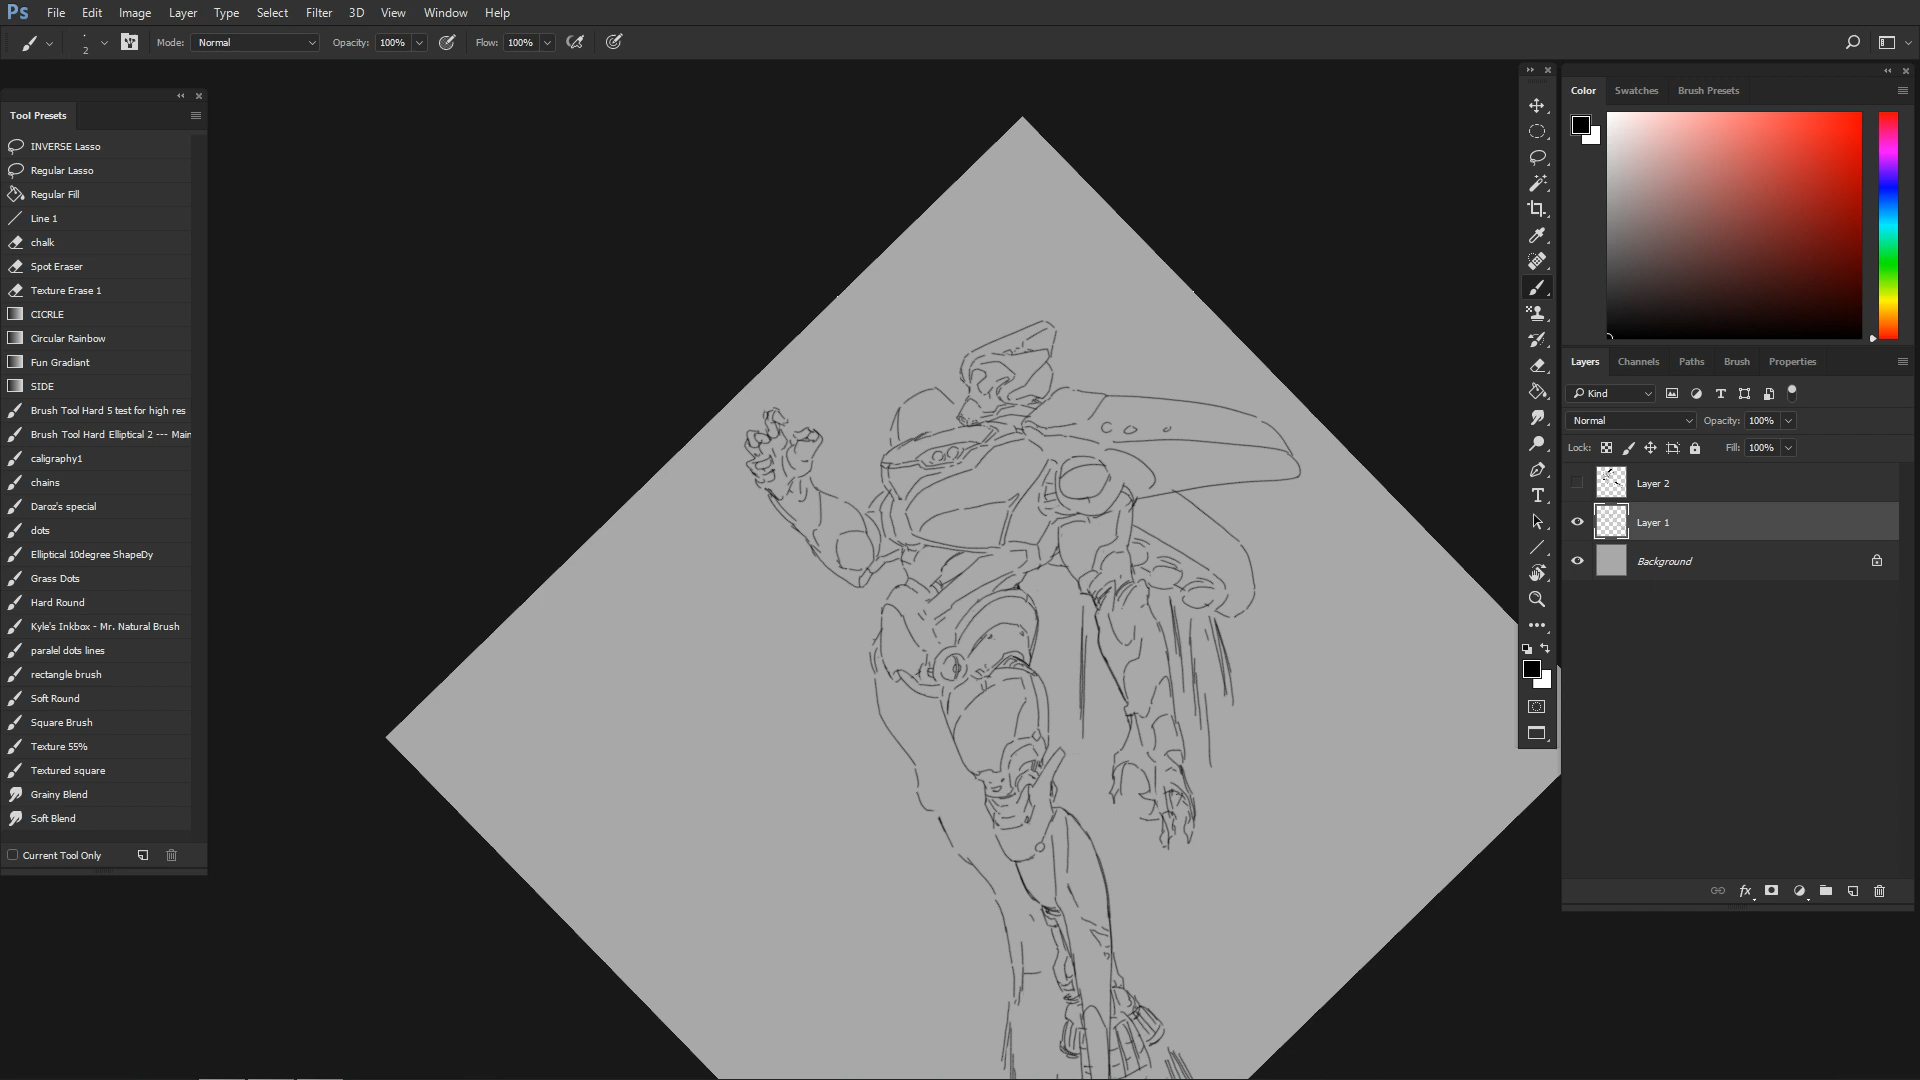 Ps File Edit Image Layer Type Select Filter 3D View Window Help
2 Mode: Normal Opacity: 100% Flow: 100%
Tool Presets
INVERSE Lasso
Regular Lasso
Regular Fill
Line 1
chalk
Spot Eraser
Texture Erase 1
CICRLE
Circular Rainbow
Fun Gradient
SIDE
Brush Tool Hard 5 test for high res
Brush Tool Hard Elliptical 2 --- Main
caligraphy1
chains
Daroz's special
dots
Elliptical 10degree ShapeDy
Grass Dots
Hard Round
Kyle's Inkbox - Mr. Natural Brush
paralel dots lines
rectangle brush
Soft Round
Square Brush
Texture 55%
Textured square
Grainy Blend
Soft Blend
Current Tool Only
Color Swatches Brush Presets
Layers Channels Paths Brush Properties
Kind
Normal Opacity: 100%
Lock: Fill: 100%
Layer 2
Layer 1
Background
fx